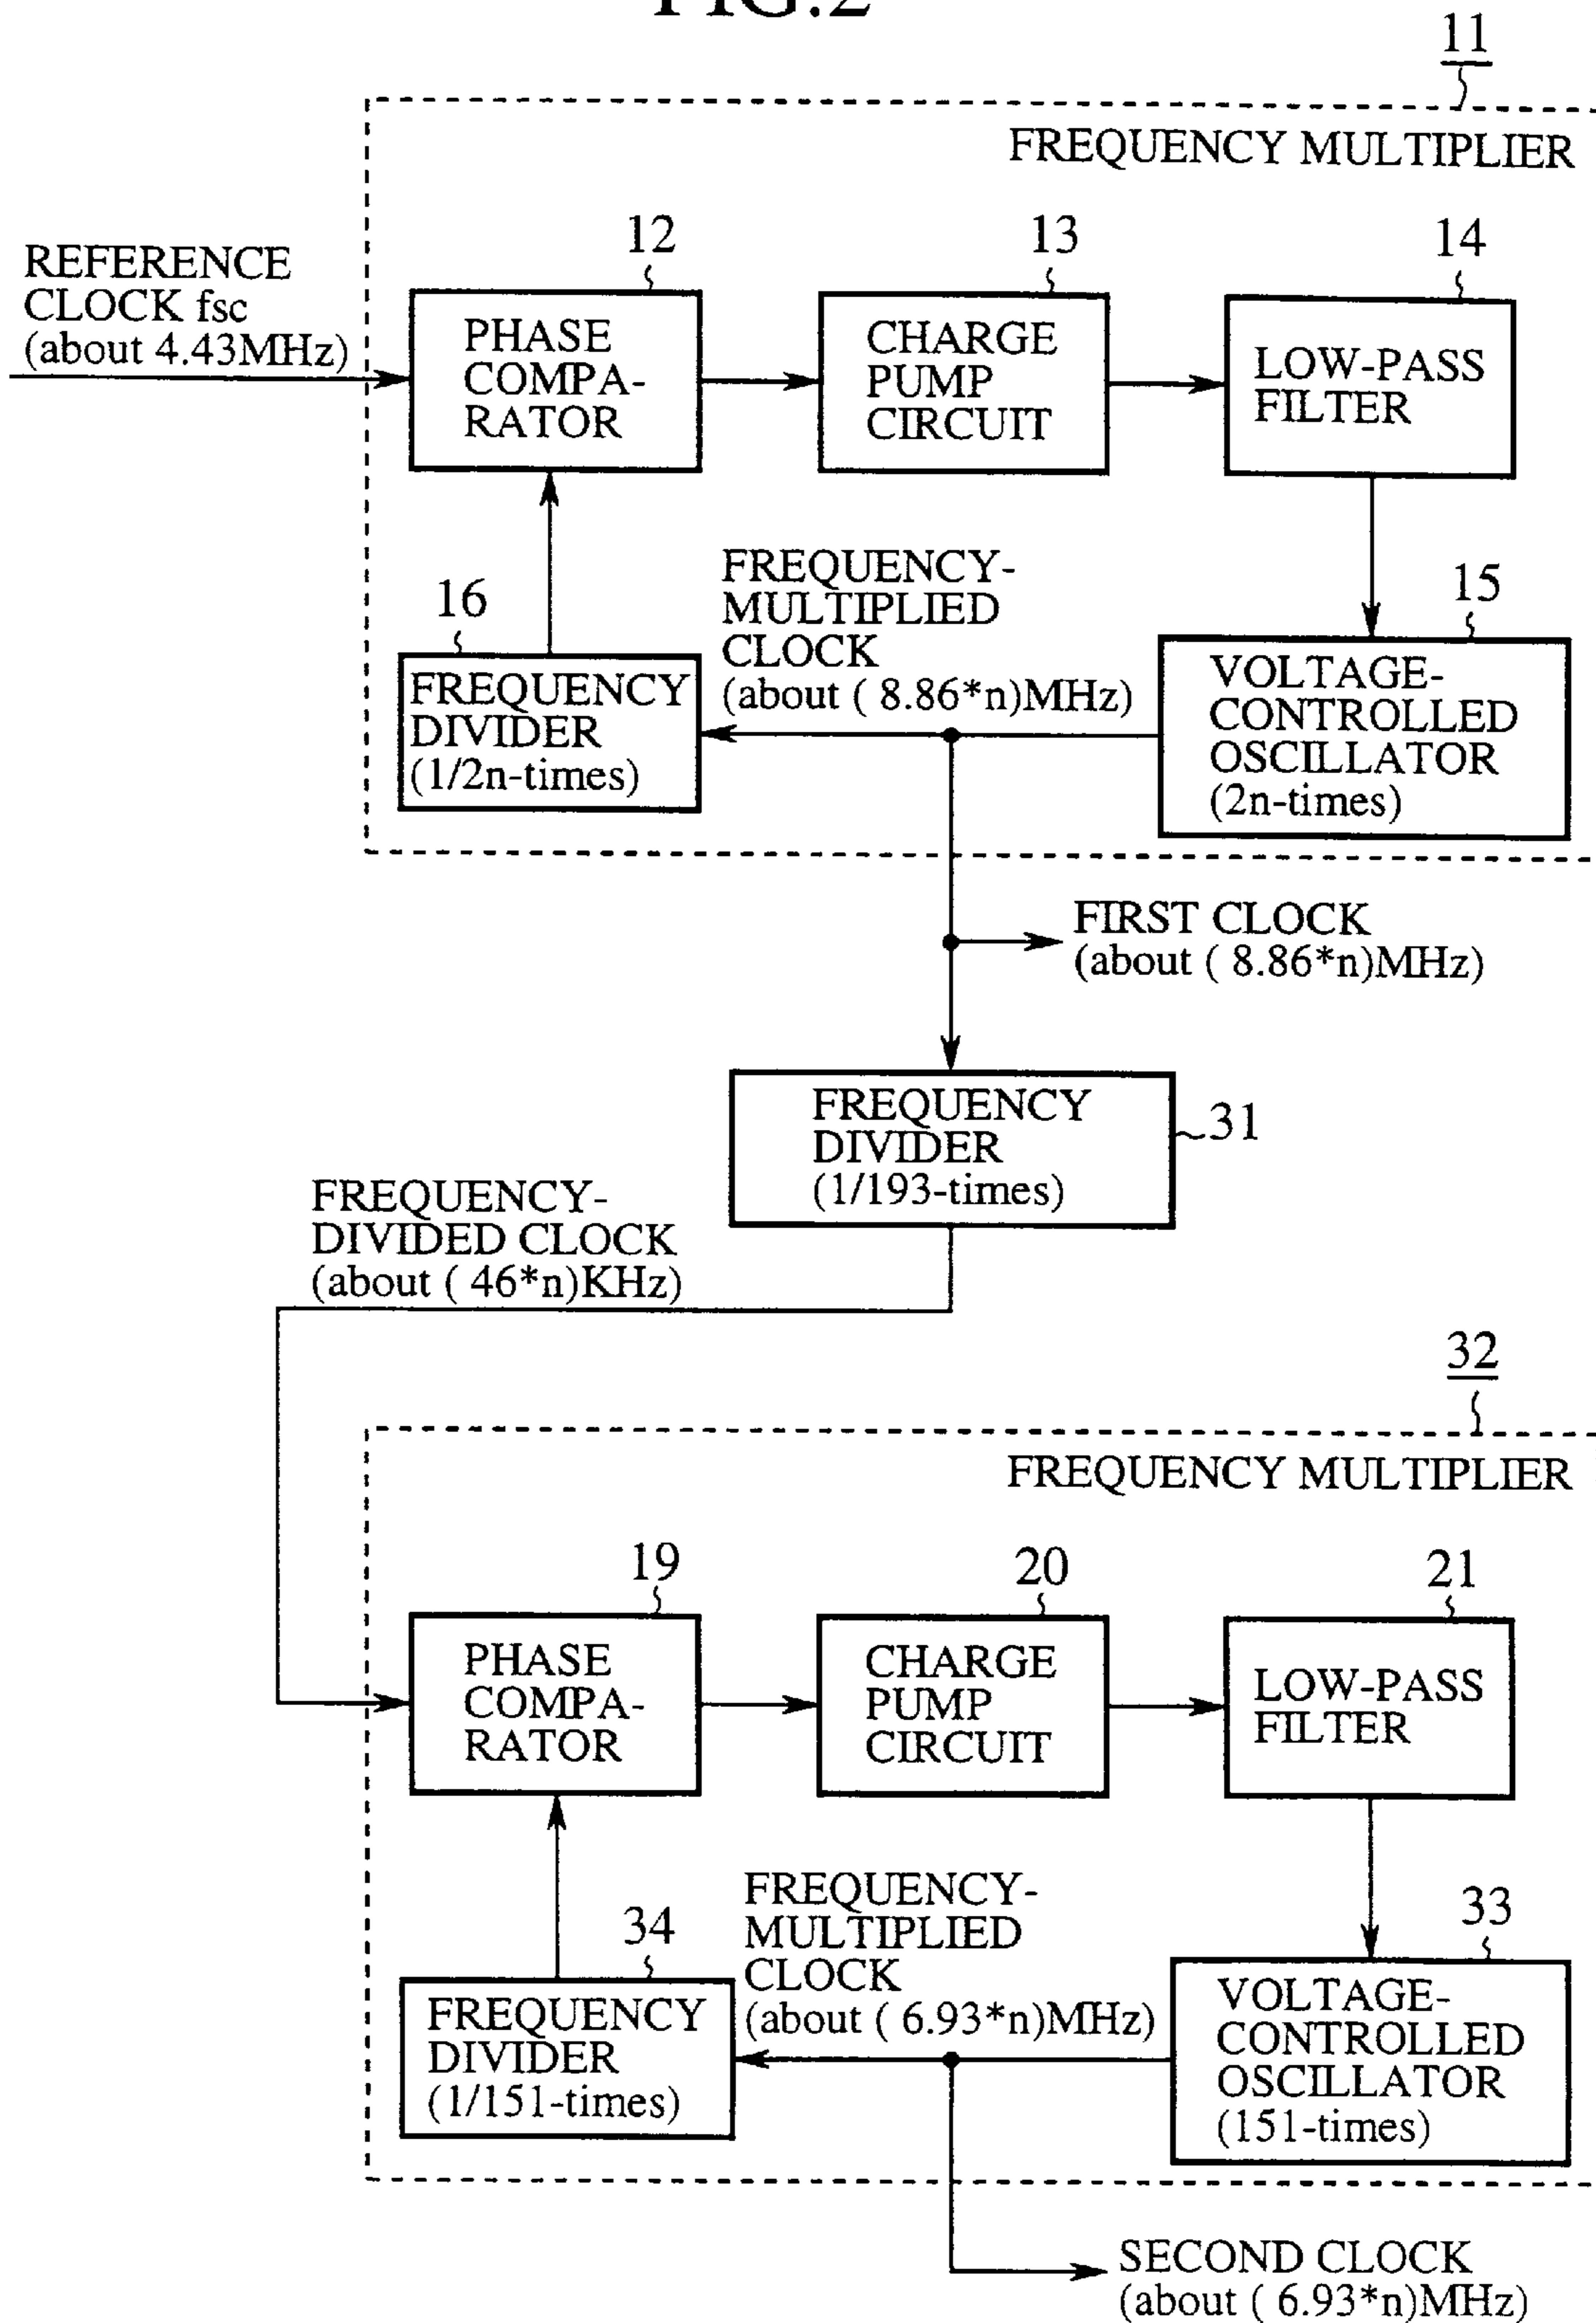 FIG.2
11
FREQUENCY MULTIPLIER
REFERENCE
CLOCK fsc
(about 4.43MHz)
12
PHASE
COMPA-
RATOR
13
CHARGE
PUMP
CIRCUIT
14
LOW-PASS
FILTER
16
FREQUENCY
DIVIDER
(1/2n-times)
FREQUENCY-
MULTIPLIED
CLOCK
(about ( 8.86*n)MHz)
15
VOLTAGE-
CONTROLLED
OSCILLATOR
(2n-times)
FIRST CLOCK
(about ( 8.86*n)MHz)
FREQUENCY
DIVIDER
(1/193-times)
31
FREQUENCY-
DIVIDED CLOCK
(about ( 46*n)KHz)
32
FREQUENCY MULTIPLIER
19
PHASE
COMPA-
RATOR
20
CHARGE
PUMP
CIRCUIT
21
LOW-PASS
FILTER
34
FREQUENCY
DIVIDER
(1/151-times)
FREQUENCY-
MULTIPLIED
CLOCK
(about ( 6.93*n)MHz)
33
VOLTAGE-
CONTROLLED
OSCILLATOR
(151-times)
SECOND CLOCK
(about ( 6.93*n)MHz)